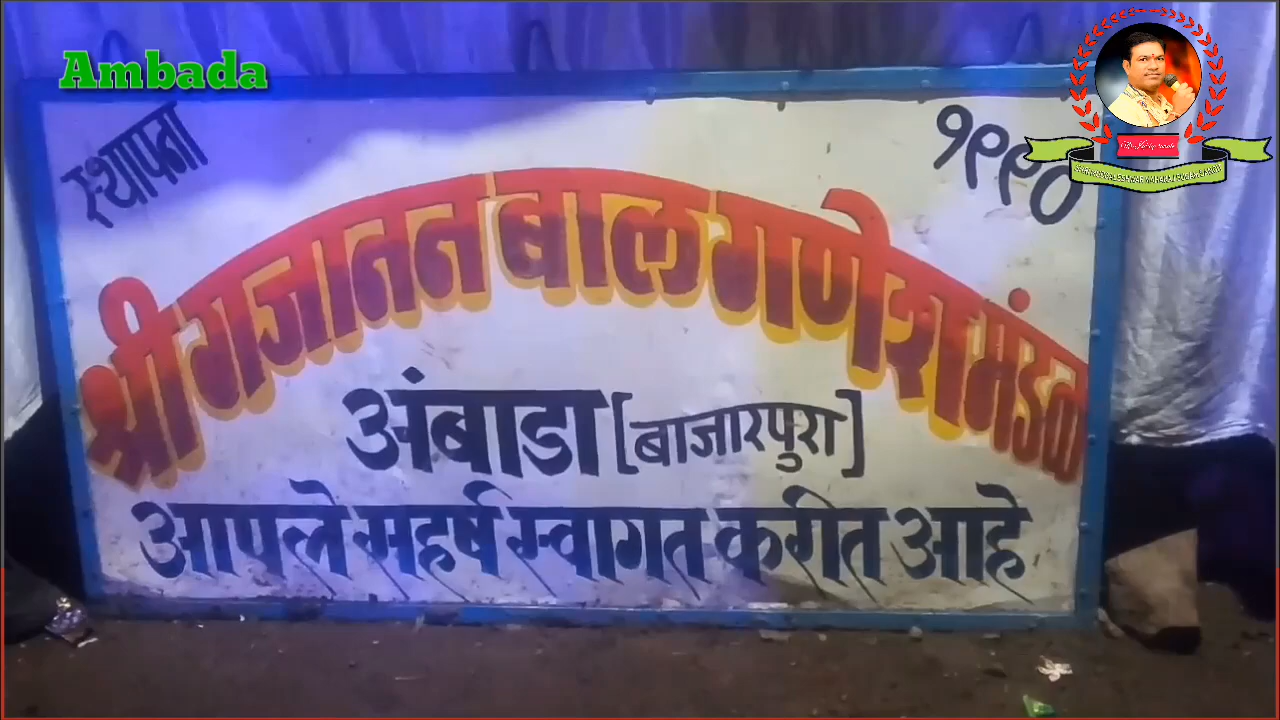 Ambada
स्थापना १९९०
श्री गजानन बाल गणेश मंडळ
अंबाडा [बाजारपुरा]
आपले सहर्ष स्वागत करीत आहे